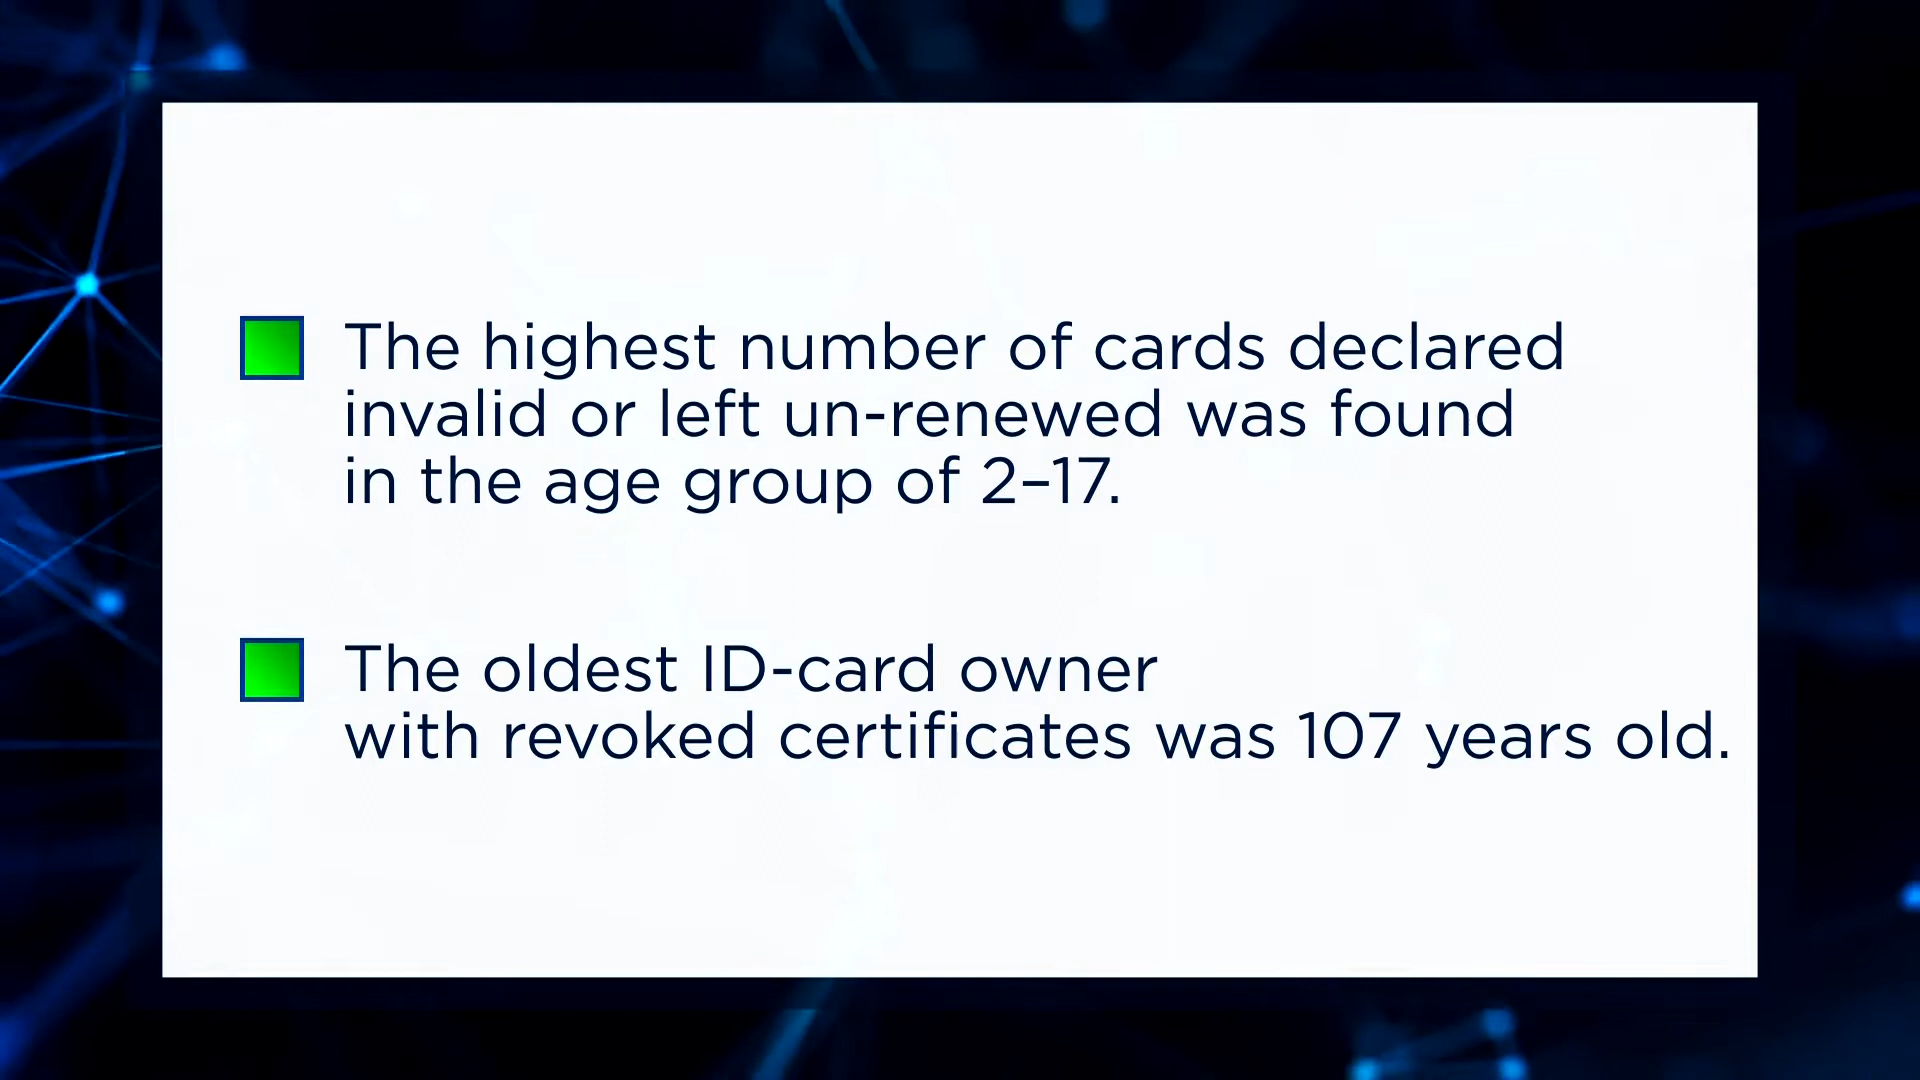 The highest number of cards declared
invalid or left un-renewed was found
in the age group of 2–17.
The oldest ID-card owner
with revoked certificates was 107 years old.